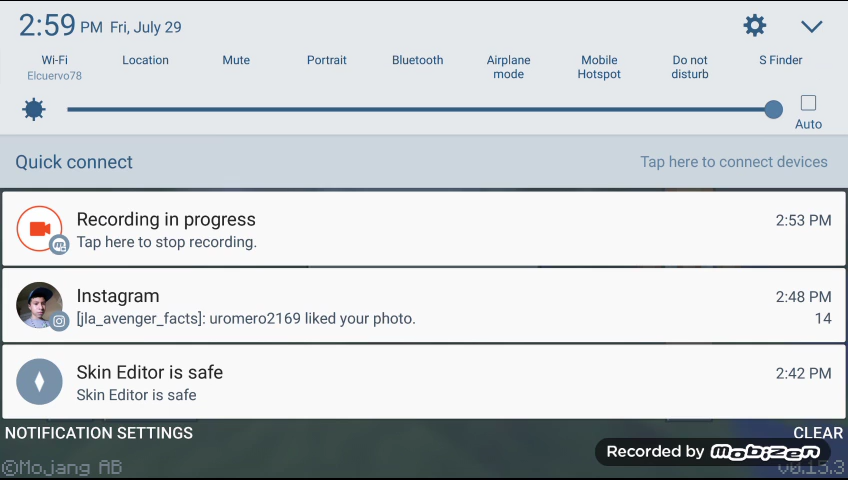 2:59 PM Fri, July 29
Wi-Fi Location Mute Portrait Bluetooth Airplane mode Mobile Hotspot Do not disturb S Finder
Elcuervo78
Auto
Quick connect Tap here to connect devices
Recording in progress 2:53 PM
Tap here to stop recording.
Instagram 2:48 PM
[jla_avenger_facts]: uromero2169 liked your photo. 14
Skin Editor is safe 2:42 PM
Skin Editor is safe
NOTIFICATION SETTINGS CLEAR
Recorded by mobizen
©Mojang AB v0.15.3